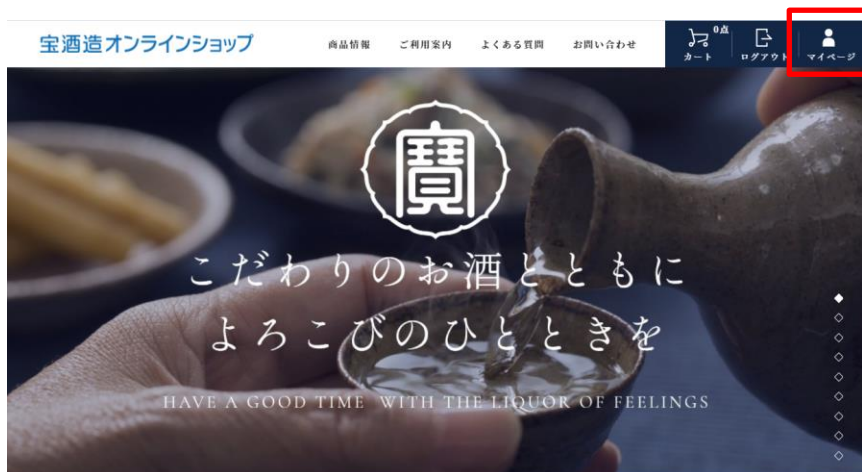 宝酒造オンラインショップ
商品情報 ご利用案内 よくある質問 お問い合わせ
0点
カート ログアウト マイページ
寶
こだわりのお酒とともに
よろこびのひとときを
HAVE A GOOD TIME WITH THE LIQUOR OF FEELINGS